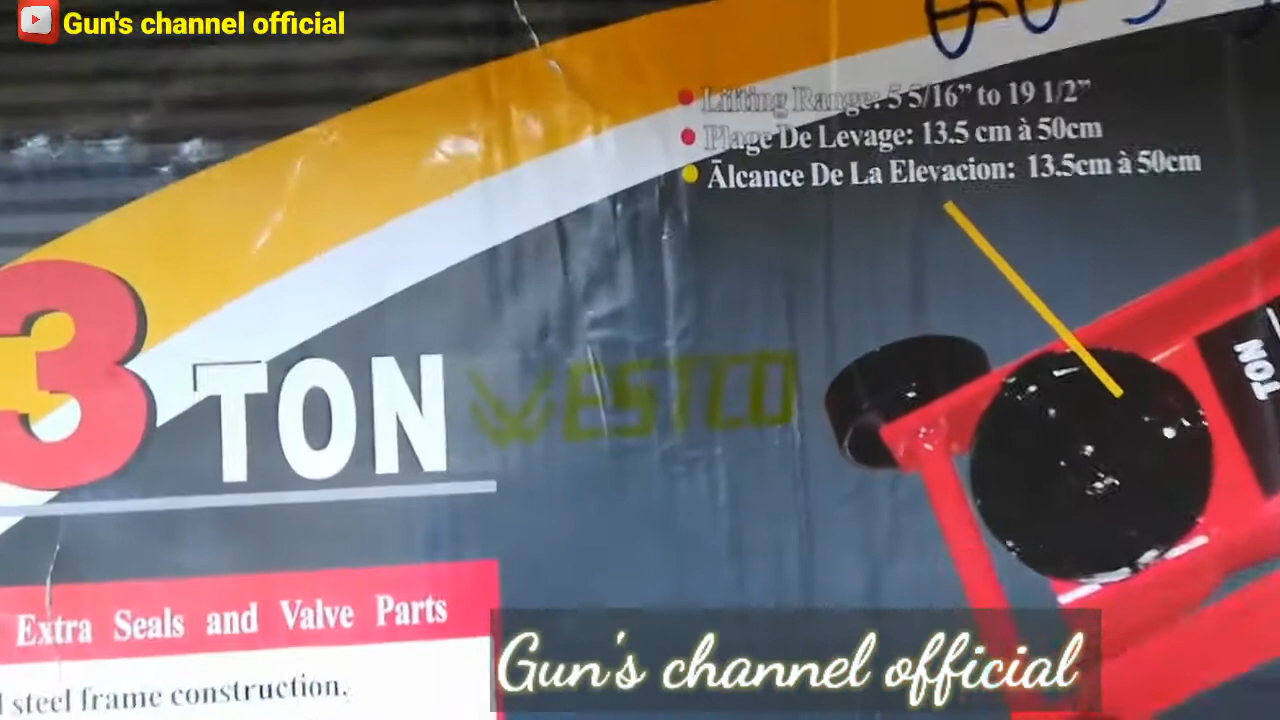 Gun's channel official
Lifting Range: 5 5/16” to 19 1/2”
Plage De Levage: 13.5 cm à 50cm
Ālcance De La Elevacion: 13.5cm à 50cm
3 TON
WESTCO
TON
Extra Seals and Valve Parts
steel frame construction.
Gun's channel official